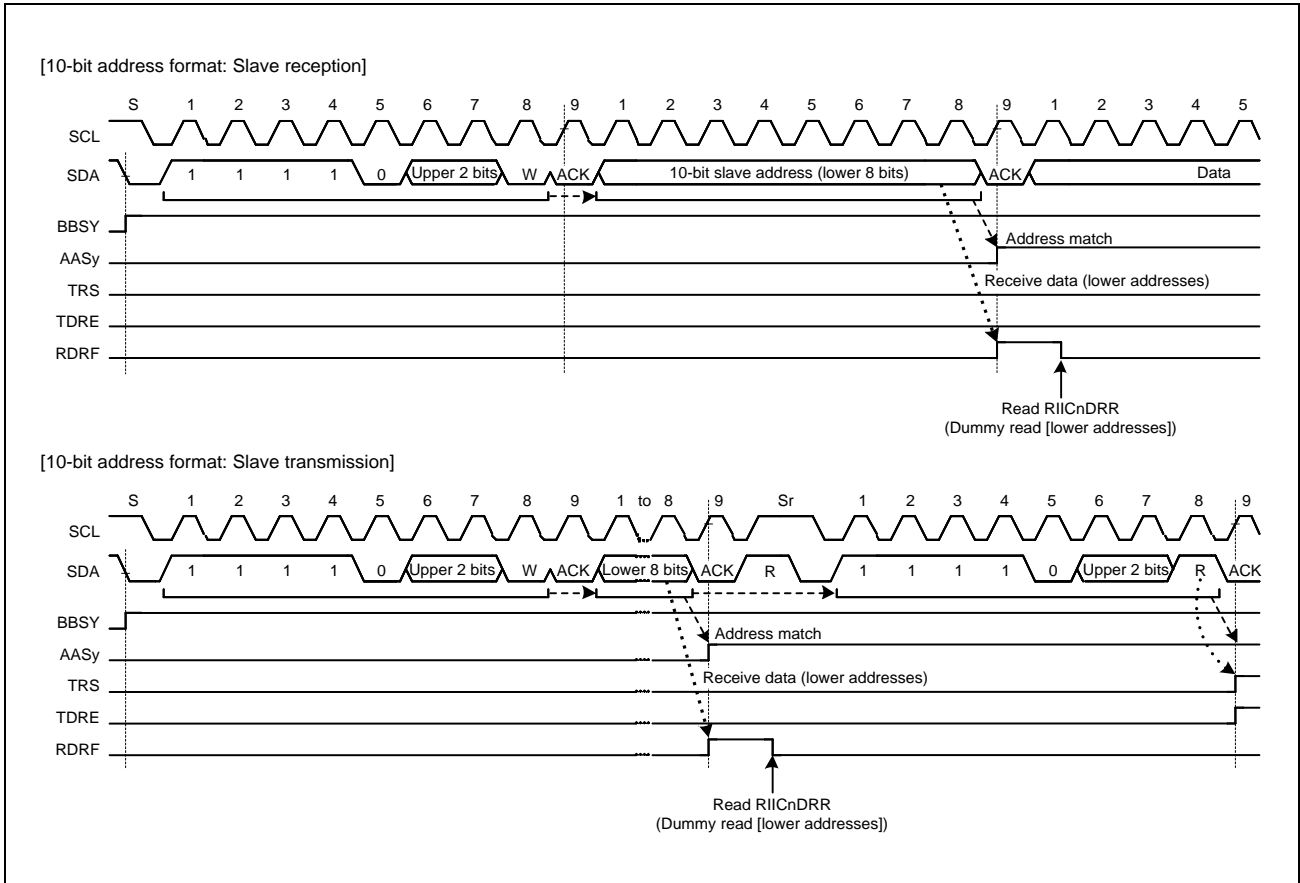 [10-bit address format: Slave reception]
S 1 2 3 4 5 6 7 8 9 1 2 3 4 5 6 7 8 9 1 2 3 4 5
SCL
SDA 1 1 1 1 0 Upper 2 bits W ACK 10-bit slave address (lower 8 bits) ACK Data
BBSY
Address match
AASy
Receive data (lower addresses)
TRS
TDRE
RDRF
Read RIICnDRR
(Dummy read [lower addresses])
[10-bit address format: Slave transmission]
S 1 2 3 4 5 6 7 8 9 1 to 8 9 Sr 1 2 3 4 5 6 7 8 9
SCL
SDA 1 1 1 1 0 Upper 2 bits W ACK Lower 8 bits ACK R 1 1 1 1 0 Upper 2 bits R ACK
BBSY
Address match
AASy
Receive data (lower addresses)
TRS
TDRE
RDRF
Read RIICnDRR
(Dummy read [lower addresses])